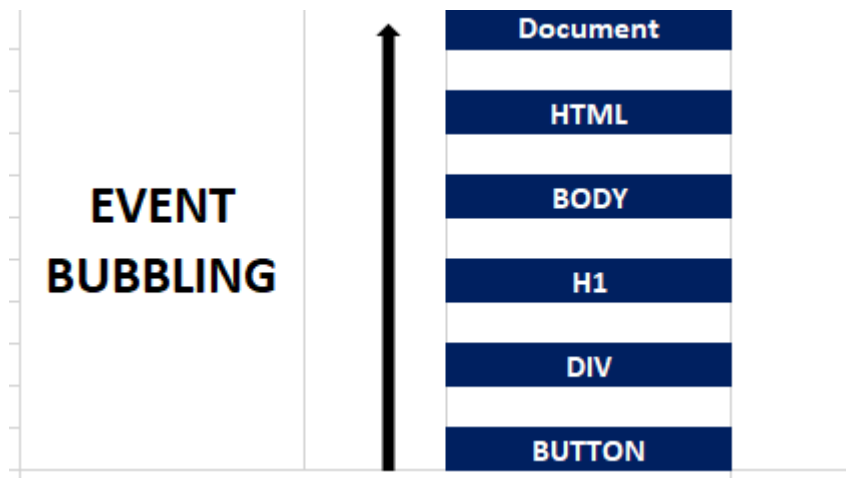 EVENT
BUBBLING
Document
HTML
BODY
H1
DIV
BUTTON